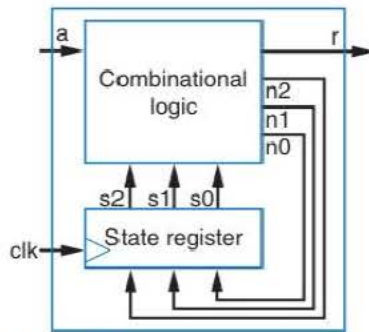 a
r
Combinational
logic
n2
n1
n0
s2 s1 s0
clk
State register